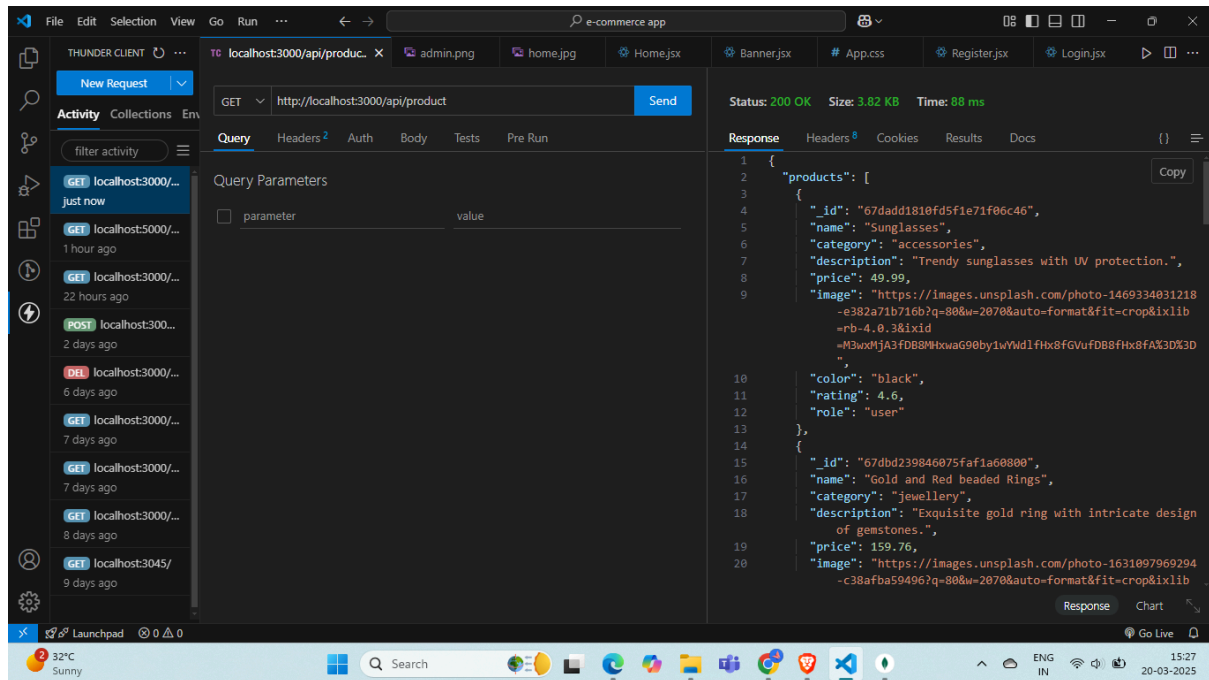 File Edit Selection View Go Run ··· e-commerce app
THUNDER CLIENT ···
New Request
Activity Collections Env
filter activity
GET localhost:3000/...
just now
GET localhost:5000/...
1 hour ago
GET localhost:3000/...
22 hours ago
POST localhost:300...
2 days ago
DEL localhost:3000/...
6 days ago
GET localhost:3000/...
7 days ago
GET localhost:3000/...
7 days ago
GET localhost:3000/...
8 days ago
GET localhost:3045/
9 days ago
TC localhost:3000/api/produc.. admin.png home.jpg Home.jsx Banner.jsx # App.css Register.jsx Login.jsx ···
GET http://localhost:3000/api/product Send
Query Headers 2 Auth Body Tests Pre Run
Query Parameters
parameter value
Status: 200 OK Size: 3.82 KB Time: 88 ms
Response Headers 8 Cookies Results Docs {}
Copy
1 {
2 "products": [
3 {
4 "_id": "67dadd1810fd5f1e71f06c46",
5 "name": "Sunglasses",
6 "category": "accessories",
7 "description": "Trendy sunglasses with UV protection.",
8 "price": 49.99,
9 "image": "https://images.unsplash.com/photo-1469334031218
-e382a71b716b?q=80&w=2070&auto=format&fit=crop&ixlib
=rb-4.0.3&ixid
=M3wxMjA3fDB8MHxwaG90by1wYWdlfHx8fGVufDB8fHx8fA%3D%3D
",
10 "color": "black",
11 "rating": 4.6,
12 "role": "user"
13 },
14 {
15 "_id": "67dbd239846075faf1a60800",
16 "name": "Gold and Red beaded Rings",
17 "category": "jewellery",
18 "description": "Exquisite gold ring with intricate design
of gemstones.",
19 "price": 159.76,
20 "image": "https://images.unsplash.com/photo-1631097969294
-c38afba59496?q=80&w=2070&auto=format&fit=crop&ixlib
Response Chart
Launchpad 0 0 Go Live
2 32°C
Sunny
Search
ENG
IN
15:27
20-03-2025